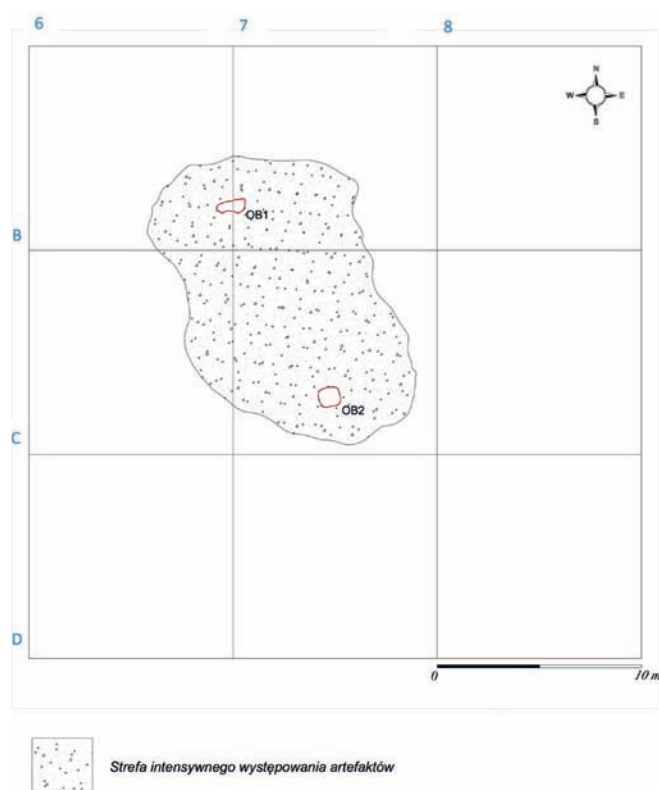 6 7 8
N
W E
S
OB1
B
OB2
C
D
0 10 m
Strefa intensywnego występowania artefaktów